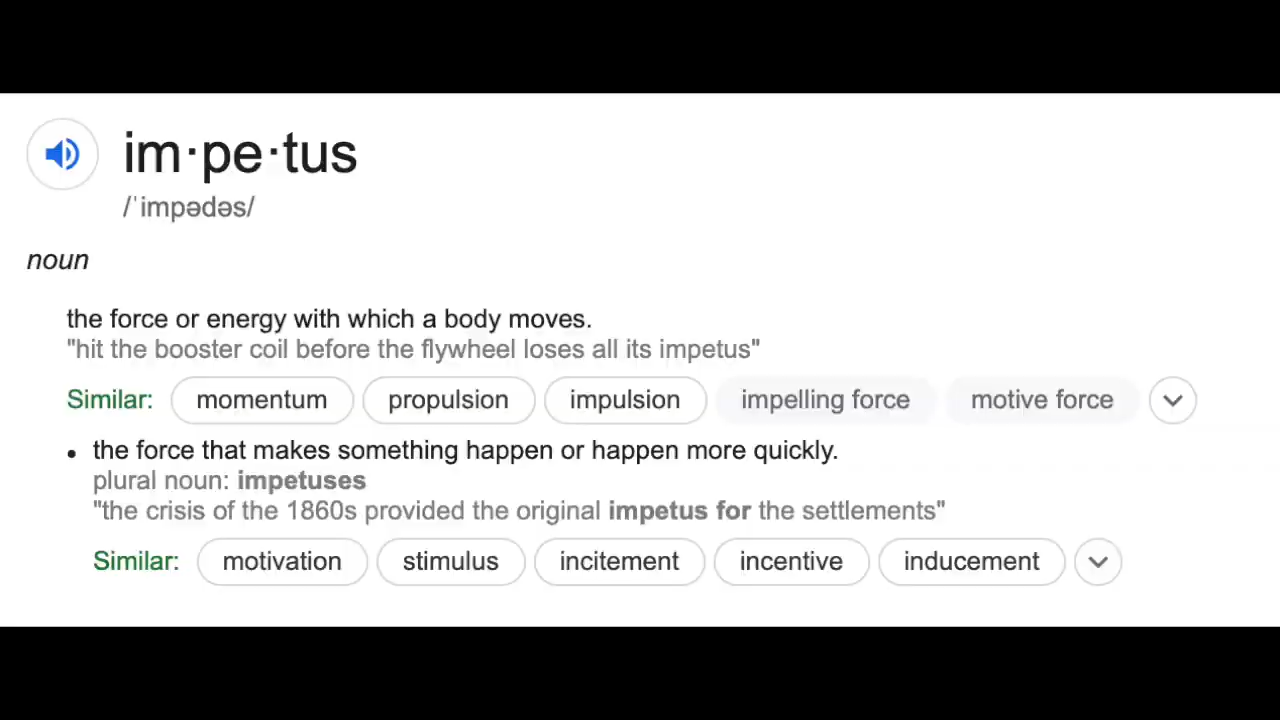 im·pe·tus
/ˈimpədəs/
noun
the force or energy with which a body moves.
"hit the booster coil before the flywheel loses all its impetus"
Similar: momentum propulsion impulsion impelling force motive force
• the force that makes something happen or happen more quickly.
plural noun: impetuses
"the crisis of the 1860s provided the original impetus for the settlements"
Similar: motivation stimulus incitement incentive inducement